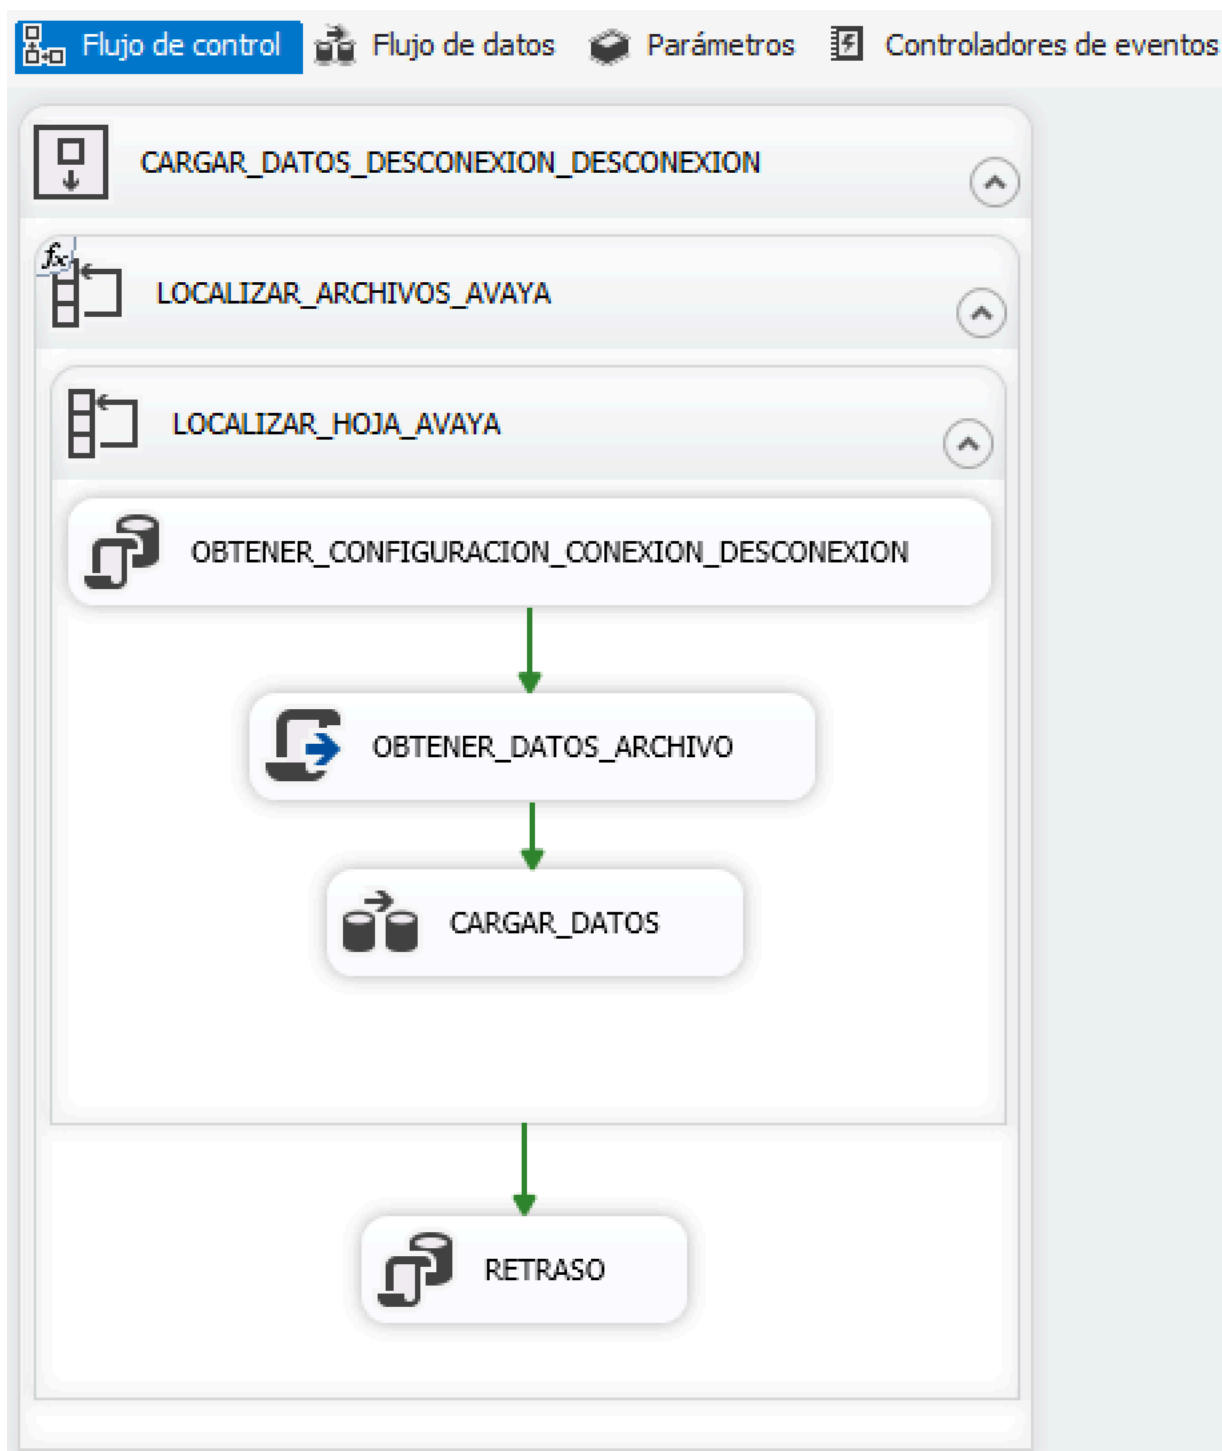 Flujo de control Flujo de datos Parámetros Controladores de eventos
CARGAR_DATOS_DESCONEXION_DESCONEXION
fx
LOCALIZAR_ARCHIVOS_AVAYA
LOCALIZAR_HOJA_AVAYA
OBTENER_CONFIGURACION_CONEXION_DESCONEXION
OBTENER_DATOS_ARCHIVO
CARGAR_DATOS
RETRASO